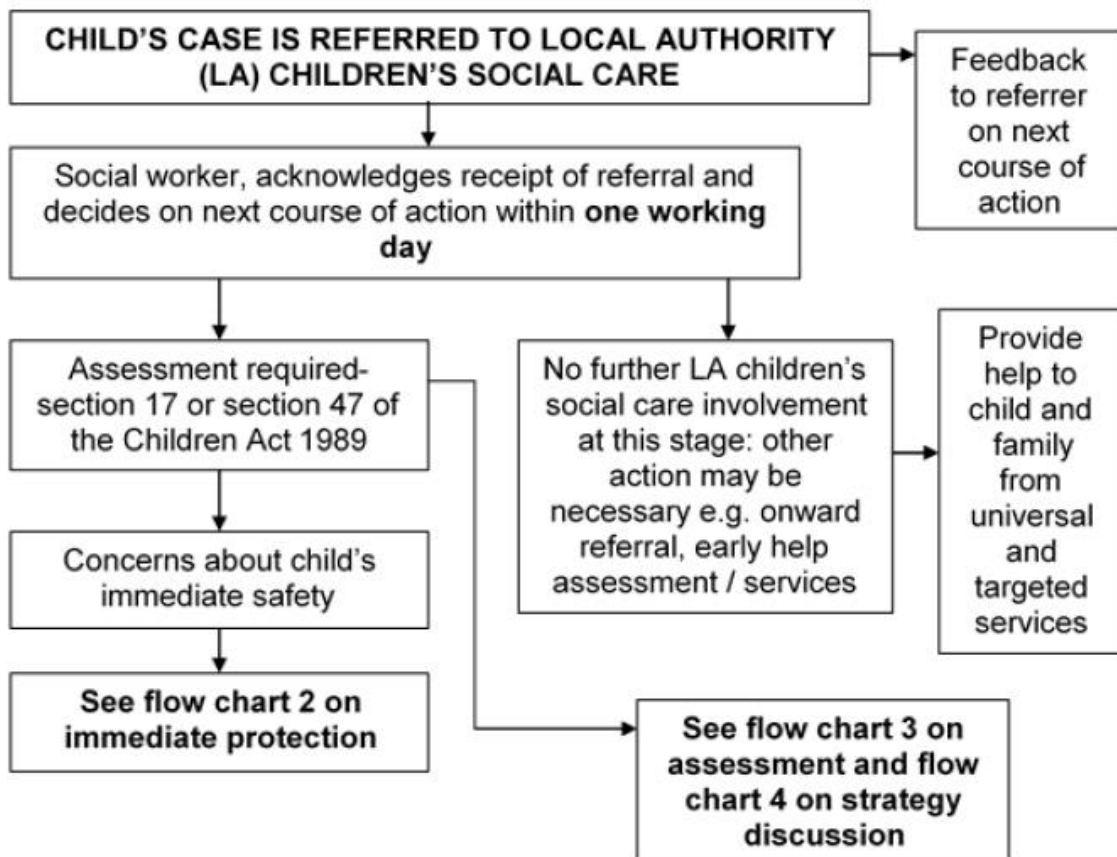 CHILD'S CASE IS REFERRED TO LOCAL AUTHORITY
(LA) CHILDREN'S SOCIAL CARE
Feedback
to referrer
on next
course of
action
Social worker, acknowledges receipt of referral and
decides on next course of action within one working
day
Assessment required-
section 17 or section 47 of
the Children Act 1989
No further LA children's
social care involvement
at this stage: other
action may be
necessary e.g. onward
referral, early help
assessment / services
Provide
help to
child and
family
from
universal
and
targeted
services
Concerns about child's
immediate safety
See flow chart 2 on
immediate protection
See flow chart 3 on
assessment and flow
chart 4 on strategy
discussion